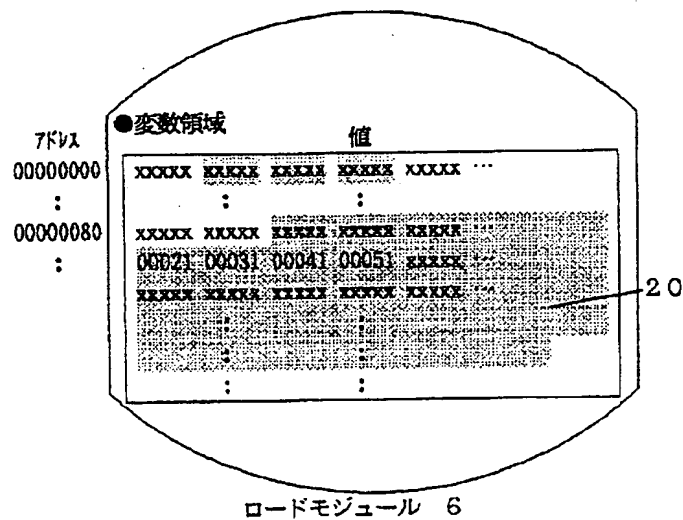 ●変数領域
アドレス 値
00000000 xxxxx xxxxx xxxxx xxxxx xxxxx …
: : :
00000080 xxxxx xxxxx xxxxx xxxxx xxxxx …
: 00021 00031 00041 00051 xxxxx …
xxxxx xxxxx xxxxx xxxxx xxxxx …
20
: :
: :
: :
ロードモジュール 6